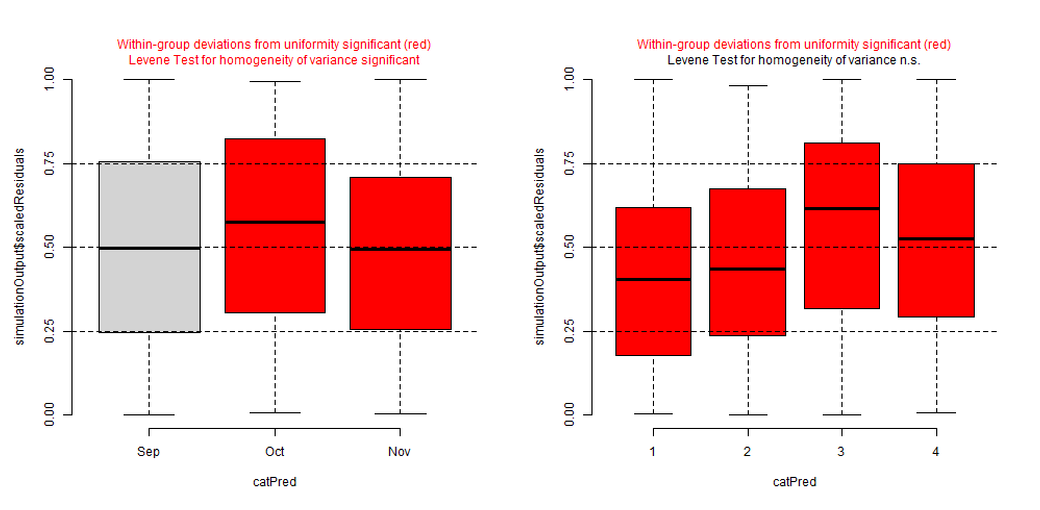 Within-group deviations from uniformity significant (red)
Levene Test for homogeneity of variance significant
simulationOutput$scaledResiduals
1.00
0.75
0.50
0.25
0.00
Sep Oct Nov
catPred
Within-group deviations from uniformity significant (red)
Levene Test for homogeneity of variance n.s.
simulationOutput$scaledResiduals
1.00
0.75
0.50
0.25
0.00
1 2 3 4
catPred